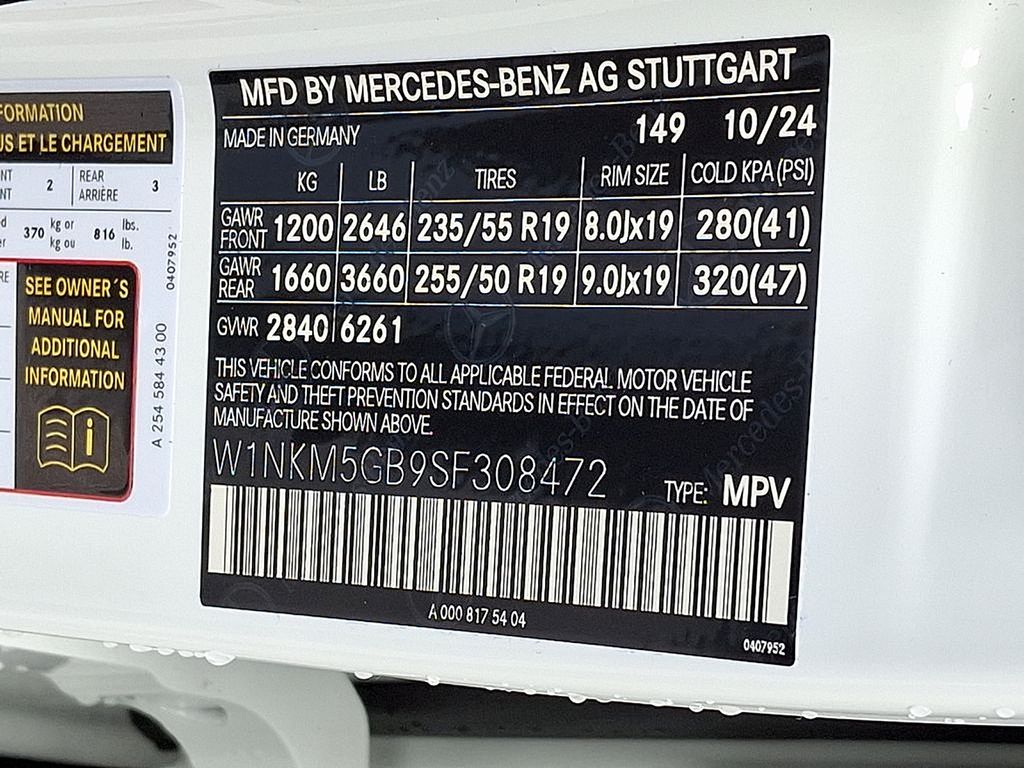 FORMATION
US ET LE CHARGEMENT
NT
NT
2
REAR
ARRIÈRE
3
370 kg or
kg ou
816 lbs.
lb.
0407952
RE
SEE OWNER´S
MANUAL FOR
ADDITIONAL
INFORMATION
i
A 254 584 43 00
MFD BY MERCEDES-BENZ AG STUTTGART
MADE IN GERMANY 149 10/24
KG LB TIRES RIM SIZE COLD KPA(PSI)
GAWR FRONT 1200 2646 235/55 R19 8.0Jx19 280(41)
GAWR REAR 1660 3660 255/50 R19 9.0Jx19 320(47)
GVWR 2840 6261
THIS VEHICLE CONFORMS TO ALL APPLICABLE FEDERAL MOTOR VEHICLE
SAFETY AND THEFT PREVENTION STANDARDS IN EFFECT ON THE DATE OF
MANUFACTURE SHOWN ABOVE.
W1NKM5GB9SF308472 TYPE: MPV
A 000 817 54 04
0407952